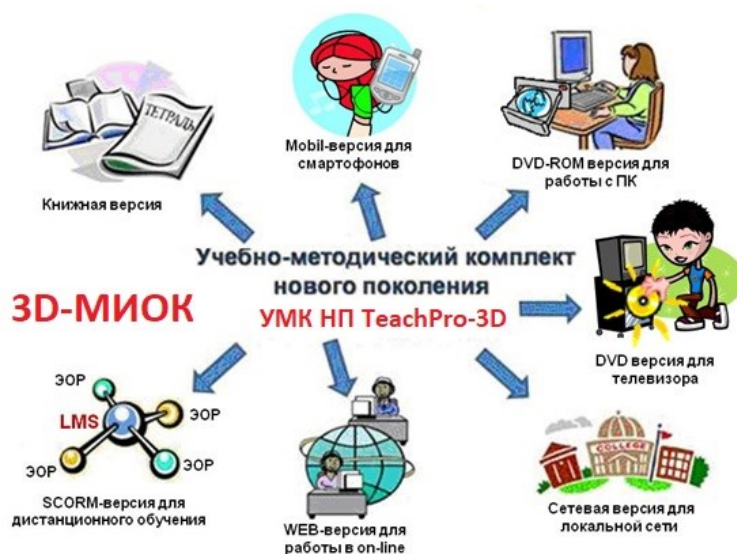 ТЕТРАДЬ
Mobil-версия для
смартофонов
DVD-ROM версия для
работы с ПК
Книжная версия
Учебно-методический комплект
нового поколения
3D-МИОК
УМК НП TeachPro-3D
DVD версия для
телевизора
ЭОР
ЭОР
LMS
ЭОР
ЭОР
SCORM-версия для
дистанционного обучения
WEB-версия для
работы в on-line
COLLEGE
Сетевая версия для
локальной сети